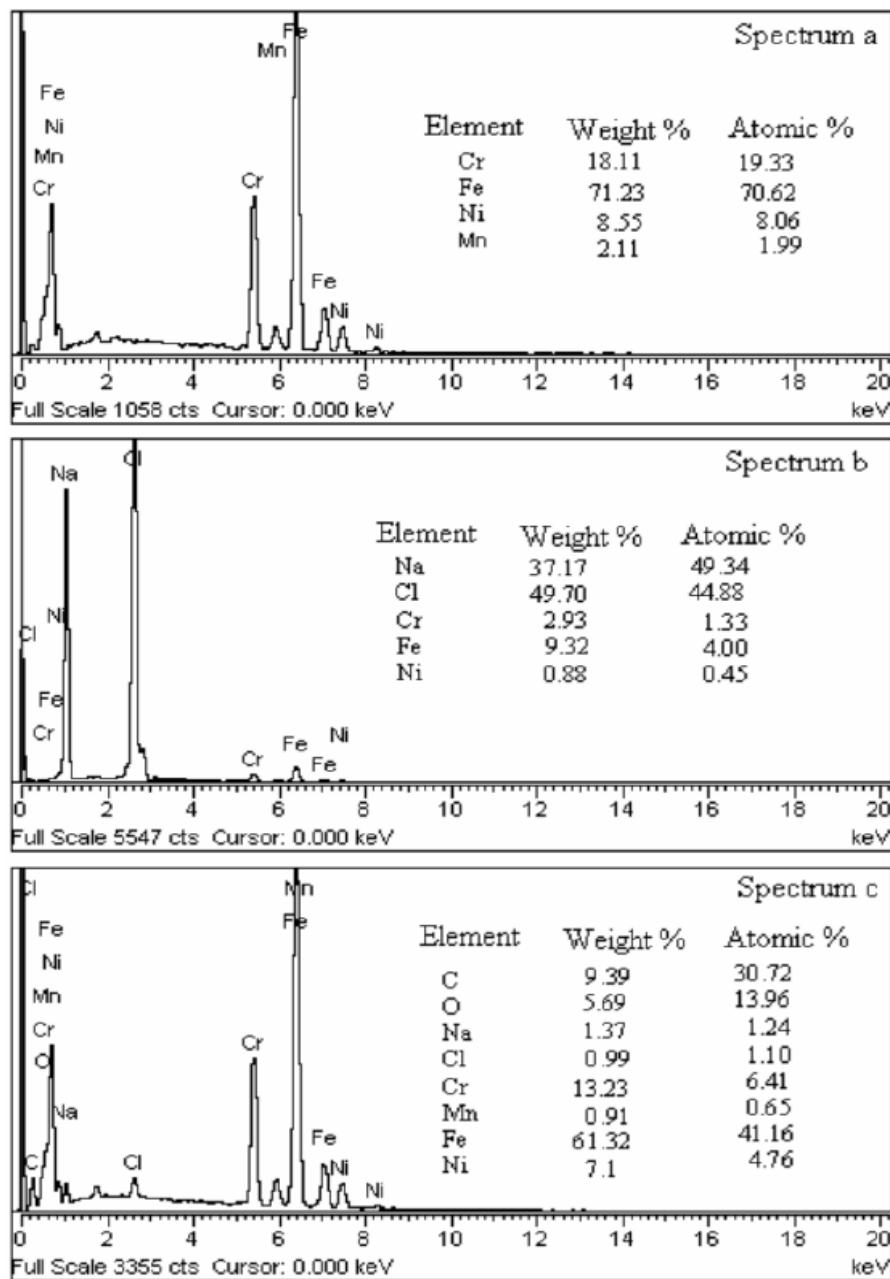 Spectrum a
Fe
Mn
Fe
Ni
Mn
Cr
Cr
Fe
Ni
Ni
Element Weight % Atomic %
Cr 18.11 19.33
Fe 71.23 70.62
Ni 8.55 8.06
Mn 2.11 1.99
0 2 4 6 8 10 12 14 16 18 20
Full Scale 1058 cts Cursor: 0.000 keV keV
Spectrum b
Cl
Na
Ni
Cl
Fe
Cr
Cr
Fe
Fe
Ni
Element Weight % Atomic %
Na 37.17 49.34
Cl 49.70 44.88
Cr 2.93 1.33
Fe 9.32 4.00
Ni 0.88 0.45
0 2 4 6 8 10 12 14 16 18 20
Full Scale 5547 cts Cursor: 0.000 keV keV
Spectrum c
Cl
Mn
Fe
Fe
Ni
Mn
Cr
O
Na
C
Cl
Cr
Fe
Ni
Ni
Element Weight % Atomic %
C 9.39 30.72
O 5.69 13.96
Na 1.37 1.24
Cl 0.99 1.10
Cr 13.23 6.41
Mn 0.91 0.65
Fe 61.32 41.16
Ni 7.1 4.76
0 2 4 6 8 10 12 14 16 18 20
Full Scale 3355 cts Cursor: 0.000 keV keV